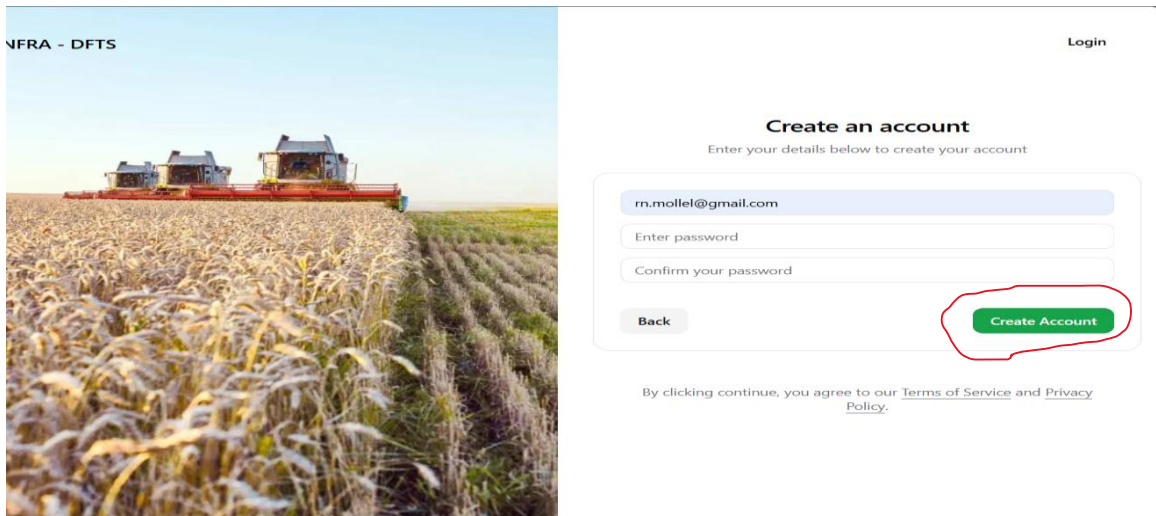 NFRA - DFTS
Login
Create an account
Enter your details below to create your account
rn.mollel@gmail.com
Enter password
Confirm your password
Back
Create Account
By clicking continue, you agree to our Terms of Service and Privacy
Policy.